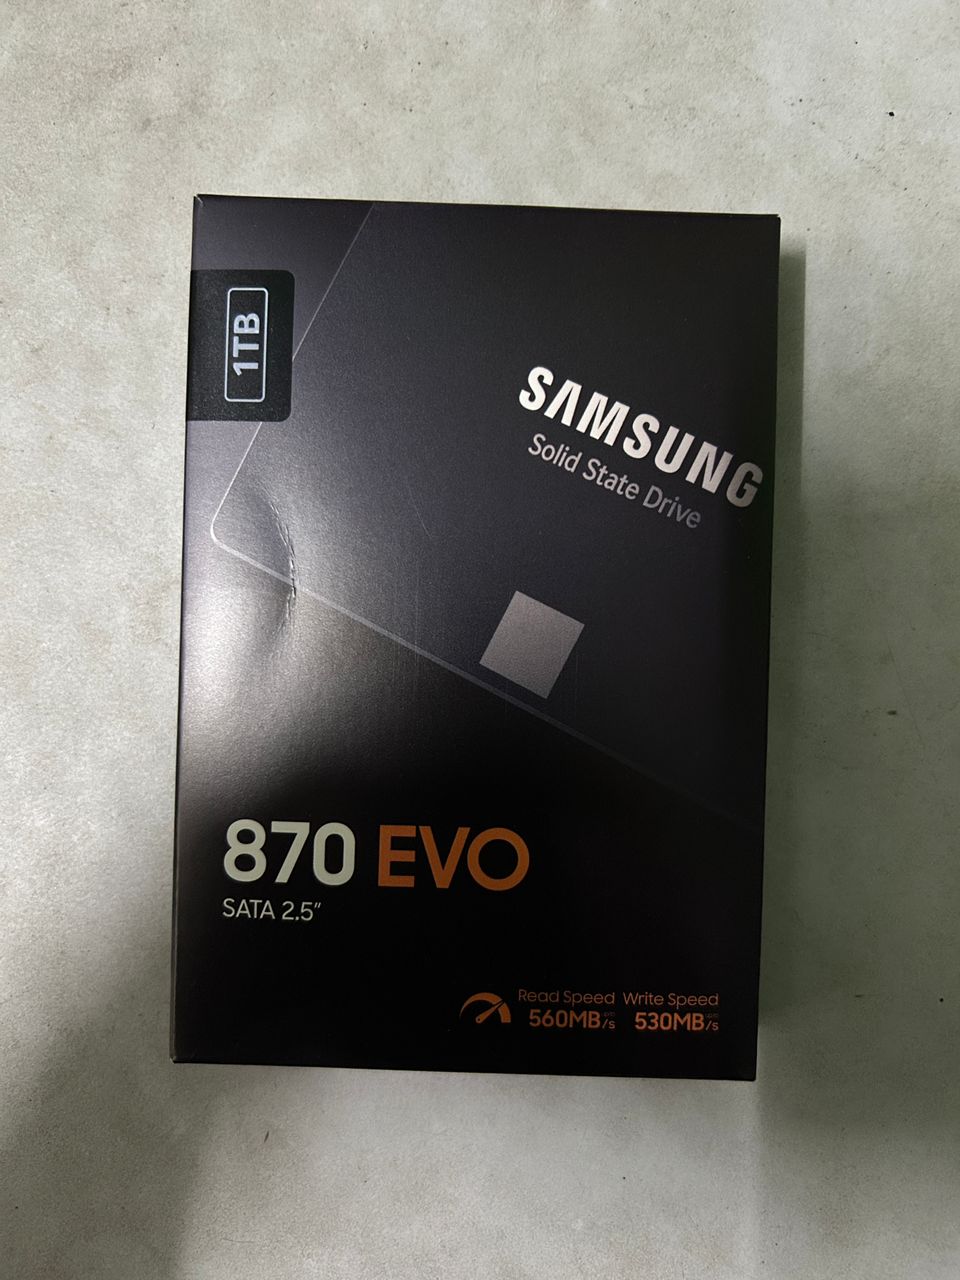 1TB
SAMSUNG
Solid State Drive
870 EVO
SATA 2.5"
Read Speed Write Speed
560MB/s 530MB/s